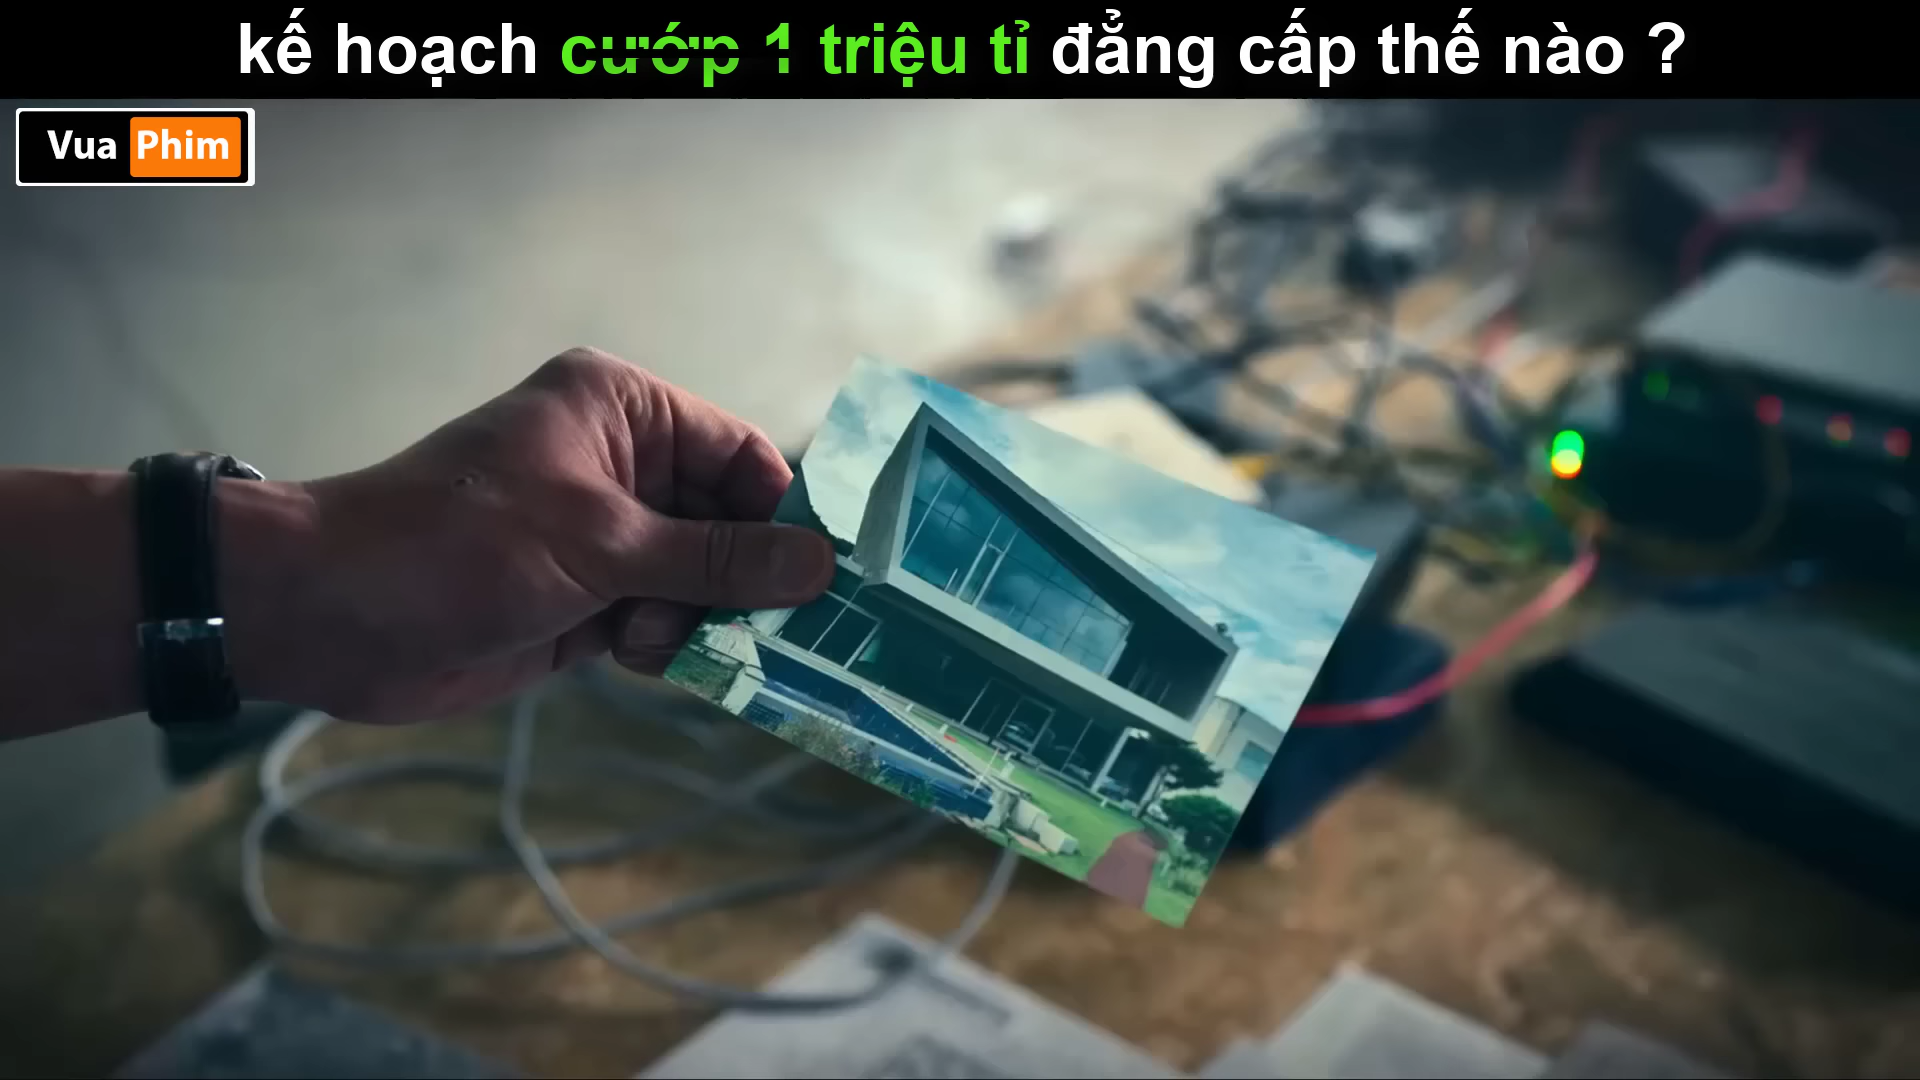 kế hoạch cướp 1 triệu tỉ đẳng cấp thế nào ?
Vua Phim